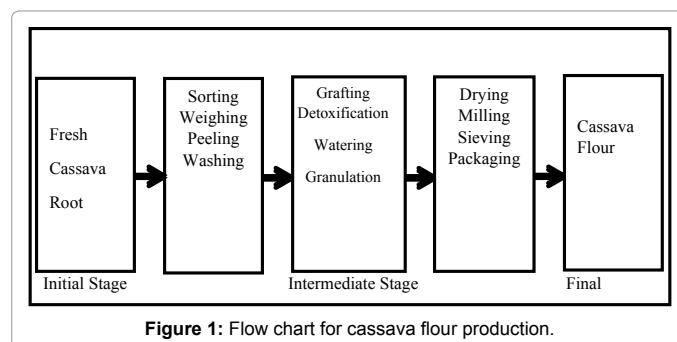 Fresh
Cassava
Root
Initial Stage
Sorting
Weighing
Peeling
Washing
Grafting
Detoxification
Watering
Granulation
Intermediate Stage
Drying
Milling
Sieving
Packaging
Cassava
Flour
Final
Figure 1: Flow chart for cassava flour production.